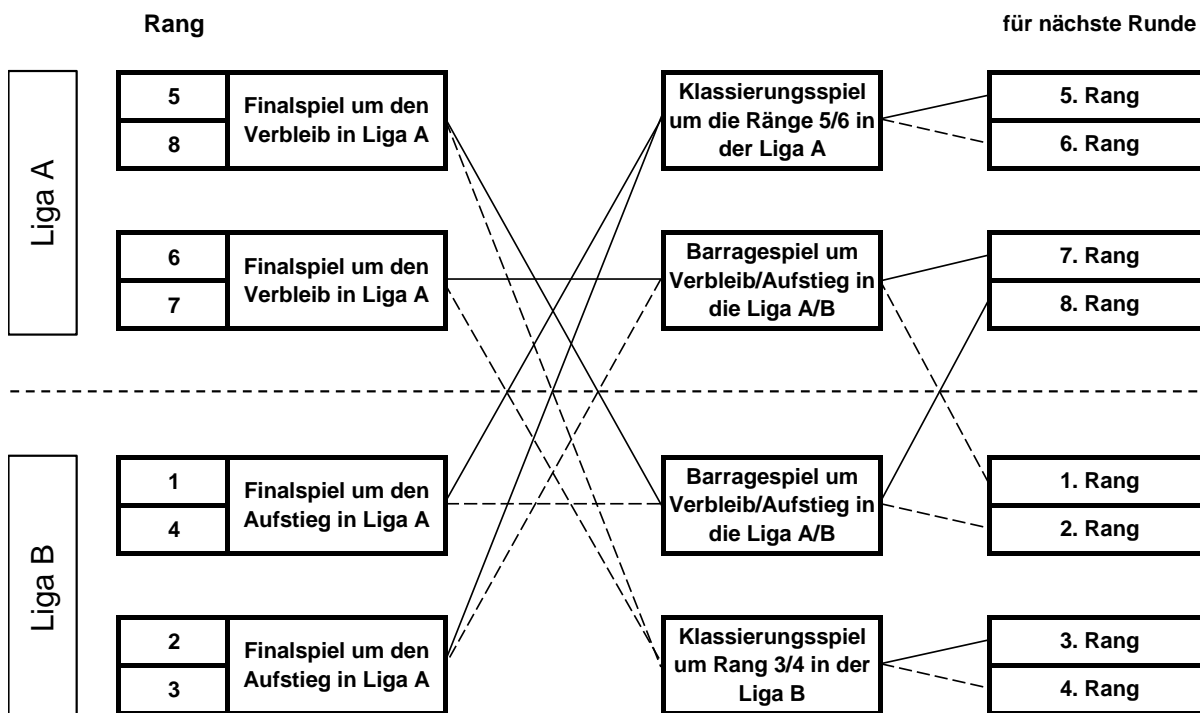 Rang
für nächste Runde
Liga A
5
8
Finalspiel um den
Verbleib in Liga A
Klassierungsspiel
um die Ränge 5/6 in
der Liga A
5. Rang
6. Rang
6
7
Finalspiel um den
Verbleib in Liga A
Barragespiel um
Verbleib/Aufstieg in
die Liga A/B
7. Rang
8. Rang
Liga B
1
4
Finalspiel um den
Aufstieg in Liga A
Barragespiel um
Verbleib/Aufstieg in
die Liga A/B
1. Rang
2. Rang
2
3
Finalspiel um den
Aufstieg in Liga A
Klassierungsspiel
um Rang 3/4 in der
Liga B
3. Rang
4. Rang